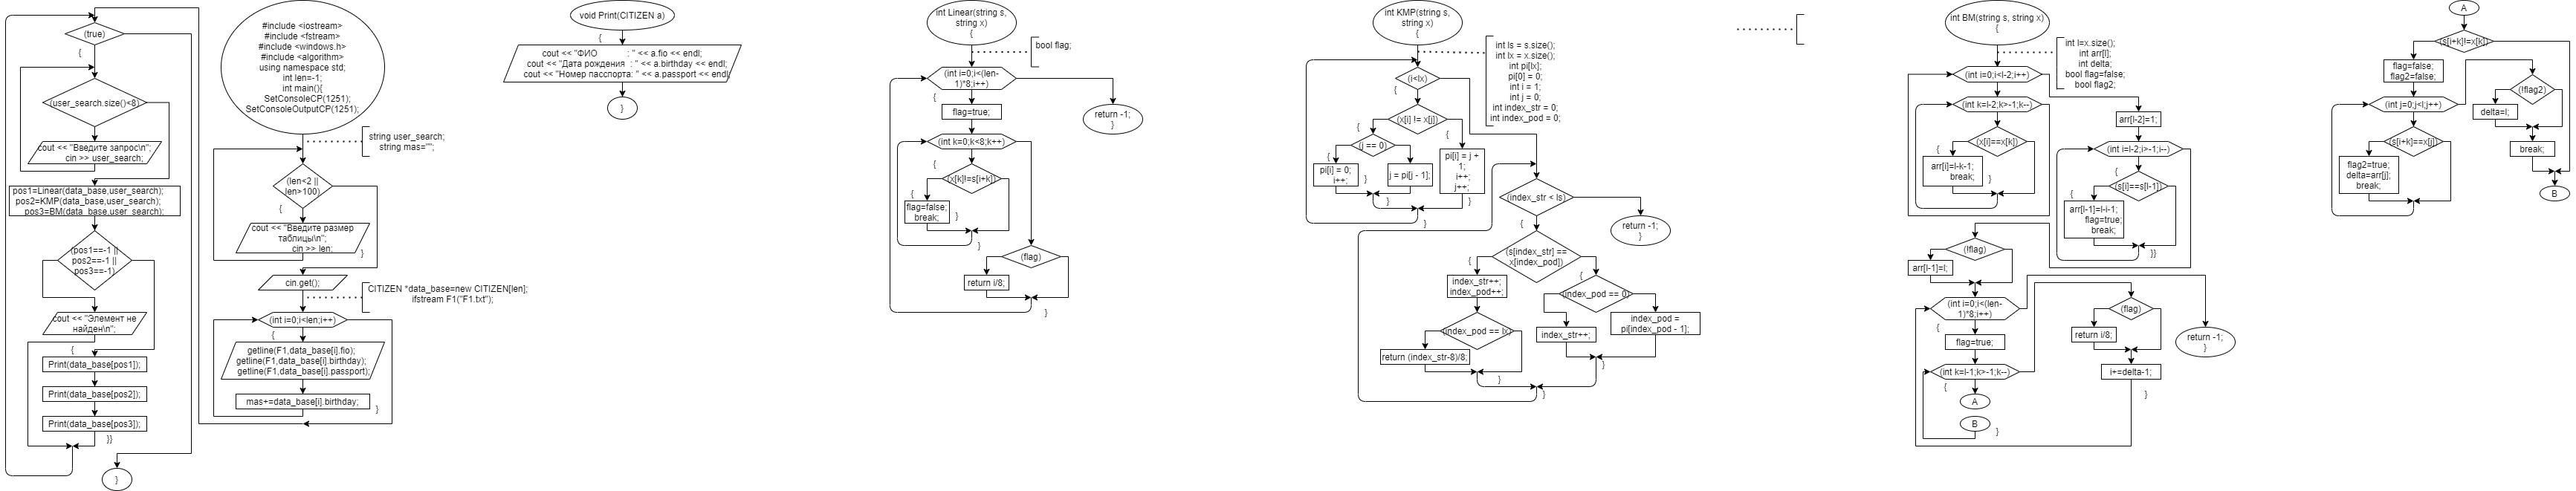 (true)
{
(user_search.size()<8)
cout << "Введите запрос\n";
cin >> user_search;
pos1=Linear(data_base,user_search);
pos2=KMP(data_base,user_search);
pos3=BM(data_base,user_search);
(pos1==-1 ||
pos2==-1 ||
pos3==-1)
cout << "Элемент не
найден\n";
{
Print(data_base[pos1]);
Print(data_base[pos2]);
Print(data_base[pos3]);
}}
}
#include <iostream>
#include <fstream>
#include <windows.h>
#include <algorithm>
using namespace std;
int len=-1;
int main(){
SetConsoleCP(1251);
SetConsoleOutputCP(1251);
string user_search;
string mas="";
(len<2 ||
len>100)
{
cout << "Введите размер
таблицы\n";
cin >> len;
}
cin.get();
CITIZEN *data_base=new CITIZEN[len];
ifstream F1("F1.txt");
(int i=0;i<len;i++)
{
getline(F1,data_base[i].fio);
getline(F1,data_base[i].birthday);
getline(F1,data_base[i].passport);
mas+=data_base[i].birthday;
}
void Print(CITIZEN a)
{
cout << "ФИО : " << a.fio << endl;
cout << "Дата рождения : " << a.birthday << endl;
cout << "Номер пасспорта: " << a.passport << endl;
}
int Linear(string s,
string x)
{
bool flag;
(int i=0;i<(len-
1)*8;i++)
{
return -1;
}
flag=true;
(int k=0;k<8;k++)
{
(x[k]!=s[i+k])
{
flag=false;
break;
}
}
(flag)
return i/8;
}
int KMP(string s,
string x)
{
int ls = s.size();
int lx = x.size();
int pi[lx];
pi[0] = 0;
int i = 1;
int j = 0;
int index_str = 0;
int index_pod = 0;
(i<lx)
{
(x[i] != x[j])
{
{
(j == 0)
{
pi[i] = 0;
i++;
j = pi[j - 1];
pi[i] = j +
1;
i++;
j++;
}
}
}
(index_str < ls)
{
return -1;
}
(s[index_str] ==
x[index_pod])
{
{
index_str++;
index_pod++;
(index_pod == 0)
index_str++;
index_pod =
pi[index_pod - 1];
(index_pod == lx)
return (index_str-8)/8;
}
}
}
int BM(string s, string x)
{
int l=x.size();
int arr[l];
int delta;
bool flag=false;
bool flag2;
(int i=0;i<l-2;i++)
(int k=l-2;k>-1;k--)
(x[i]==x[k])
{
arr[i]=l-k-1;
break;
arr[l-2]=1;
(int i=l-2;i>-1;i--)
(s[i]==s[l-1])
{
arr[l-1]=l-i-1;
flag=true;
break;
}}
(!flag)
arr[l-1]=l;
(int i=0;i<(len-
1)*8;i++)
{
flag=true;
(int k=l-1;k>-1;k--)
{
A
B
}
(flag)
return i/8;
i+=delta-1;
}
return -1;
}
A
(s[i+k]!=x[k])
flag=false;
flag2=false;
(int j=0;j<l;j++)
(s[i+k]==x[j])
flag2=true;
delta=arr[j];
break;
(!flag2)
delta=l;
break;
B